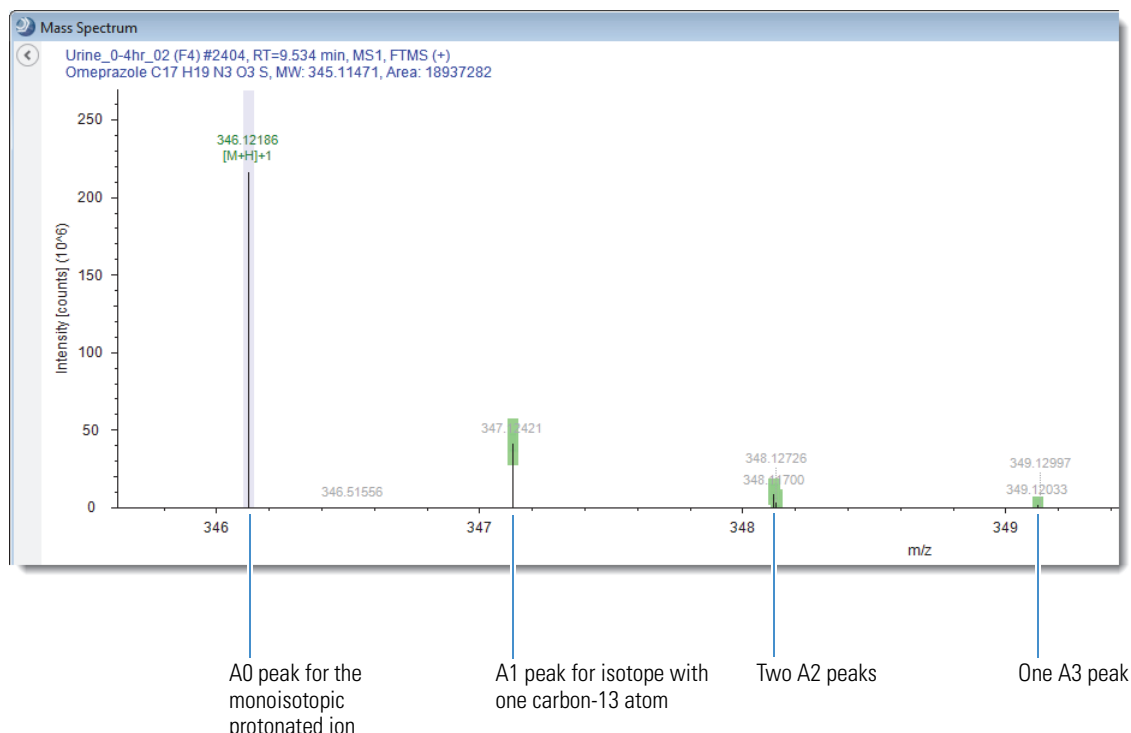 Mass Spectrum
Urine_0-4hr_02 (F4) #2404, RT=9.534 min, MS1, FTMS (+)
Omeprazole C17 H19 N3 O3 S, MW: 345.11471, Area: 18937282
250
200
150
100
50
0
Intensity [counts] (10^6)
346.12186
[M+H]+1
346.51556
347.12421
348.12726
348.11700
349.12997
349.12033
346
347
348
349
m/z
A0 peak for the
monoisotopic
protonated ion
A1 peak for isotope with
one carbon-13 atom
Two A2 peaks
One A3 peak